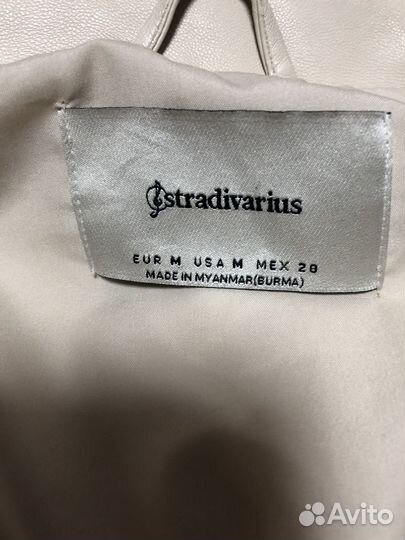 stradivarius
EUR M USA M MEX 28
MADE IN MYANMAR(BURMA)
Avito